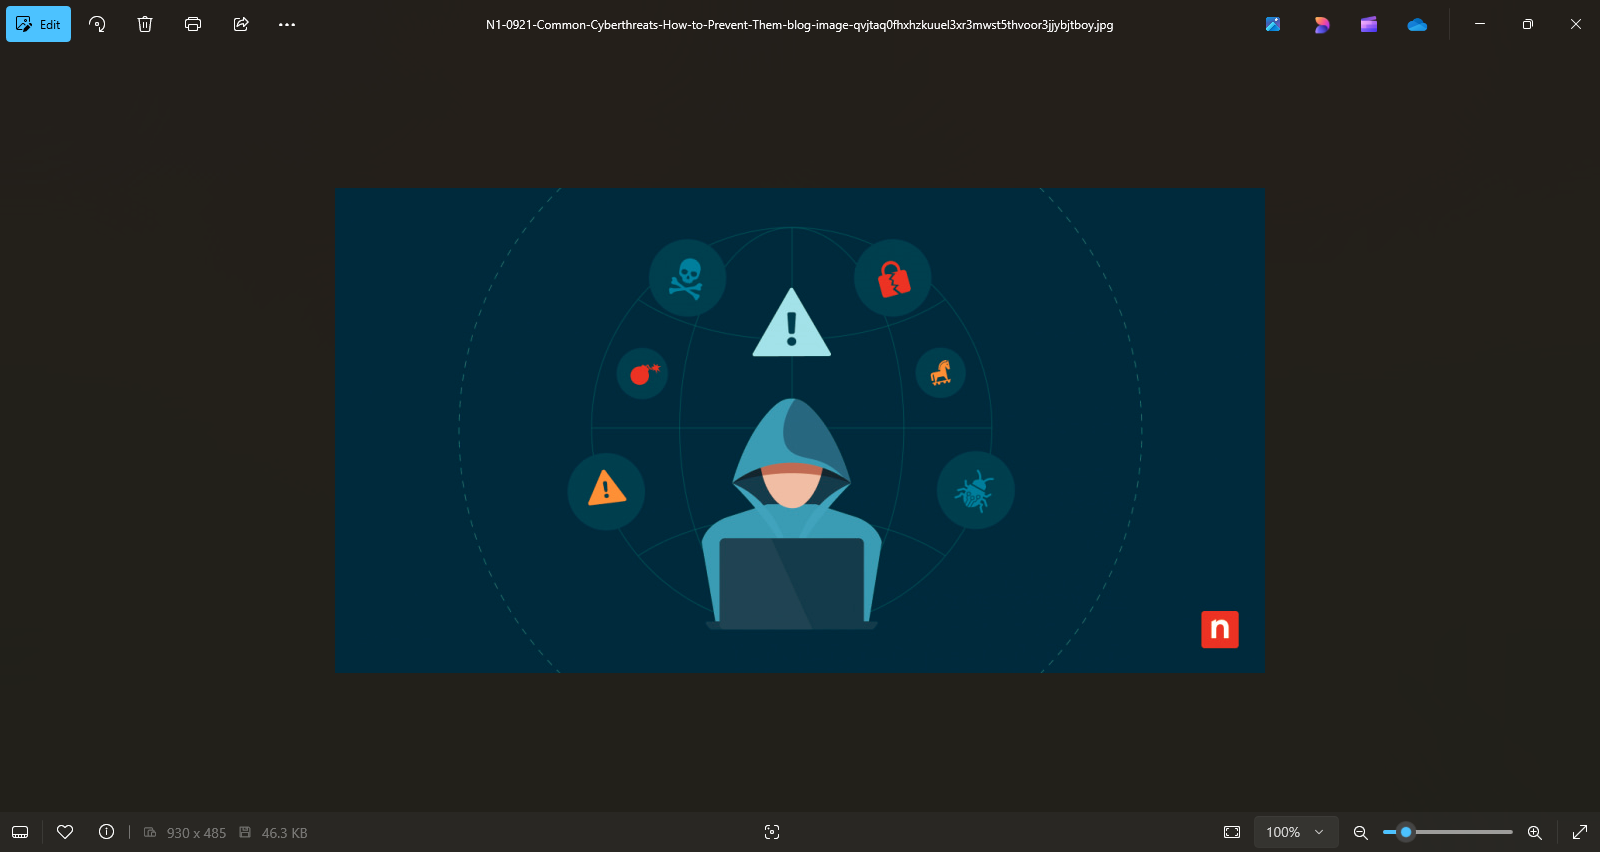 Edit
N1-0921-Common-Cyberthreats-How-to-Prevent-Them-blog-image-qvjtaq0fhxhzkuuel3xr3mwst5thvoor3jjybjtboy.jpg
!
!
n
930 x 485
46.3 KB
100%